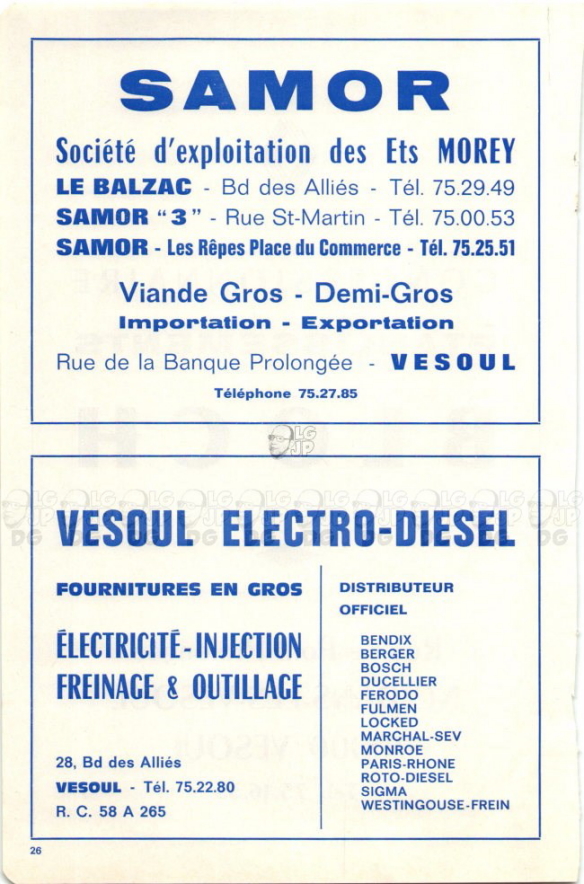 SAMOR
Société d'exploitation des Ets MOREY
LE BALZAC - Bd des Alliés - Tél. 75.29.49
SAMOR "3" - Rue St-Martin - Tél. 75.00.53
SAMOR - Les Rêpes Place du Commerce - Tél. 75.25.51
Viande Gros - Demi-Gros
Importation - Exportation
Rue de la Banque Prolongée - VESOUL
Téléphone 75.27.85
LG
JP
VESOUL ELECTRO-DIESEL
FOURNITURES EN GROS
ÉLECTRICITÉ-INJECTION
FREINAGE & OUTILLAGE
28, Bd des Alliés
VESOUL - Tél. 75.22.80
R. C. 58 A 265
DISTRIBUTEUR
OFFICIEL
BENDIX
BERGER
BOSCH
DUCELLIER
FERODO
FULMEN
LOCKED
MARCHAL-SEV
MONROE
PARIS-RHONE
ROTO-DIESEL
SIGMA
WESTINGOUSE-FREIN
26